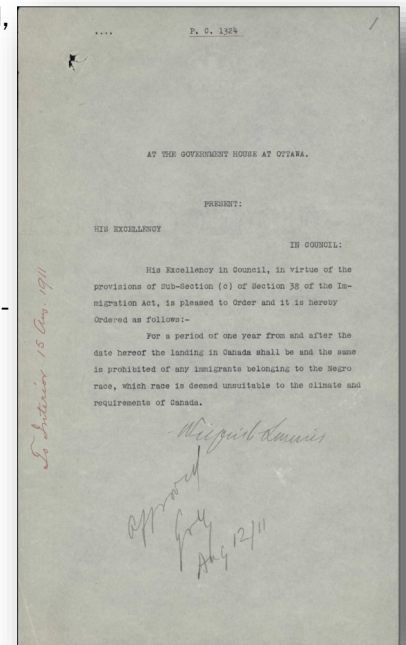 ,
....
P. C. 1324
1
AT THE GOVERNMENT HOUSE AT OTTAWA.
PRESENT:
HIS EXCELLENCY
IN COUNCIL:
His Excellency in Council, in virtue of the
provisions of Sub-Section (c) of Section 38 of the Im-
migration Act, is pleased to Order and it is hereby
Ordered as follows:-
For a period of one year from and after the
date hereof the landing in Canada shall be and the same
is prohibited of any immigrants belonging to the Negro
race, which race is deemed unsuitable to the climate and
requirements of Canada.
Wilfrid Laurier
Approved
Grey
Aug 12/11
To Interior 15 Aug. 1911
-